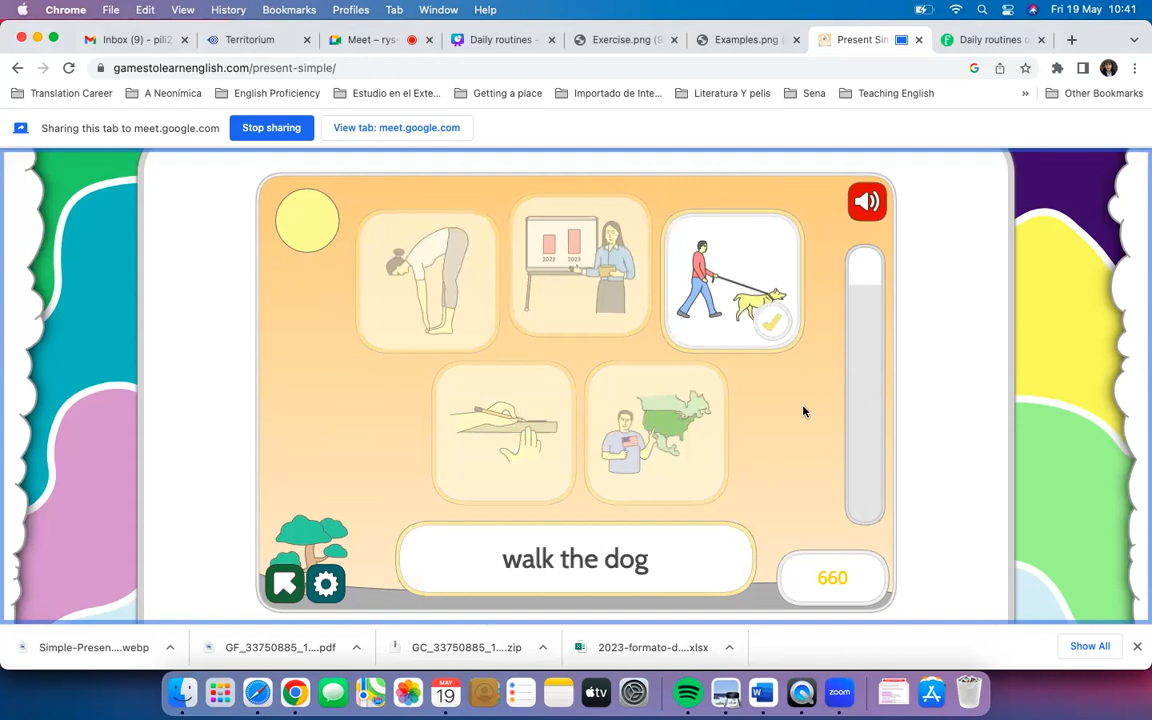 Chrome File Edit View History Bookmarks Profiles Tab Window Help Fri 19 May 10:41
Inbox (9) - pili2 Territorium Meet – rys- Daily routines - Exercise.png (9 Examples.png ( Present Sim Daily routines o
gamestolearnenglish.com/present-simple/
Translation Career A Neonímica English Proficiency Estudio en el Exte... Getting a place Importado de Inte... Literatura Y pelis Sena Teaching English » Other Bookmarks
Sharing this tab to meet.google.com Stop sharing View tab: meet.google.com
2022 2023
walk the dog
660
Simple-Presen....webp GF_33750885_1....pdf GC_33750885_1....zip 2023-formato-d....xlsx Show All
MAY
19 tv W zoom